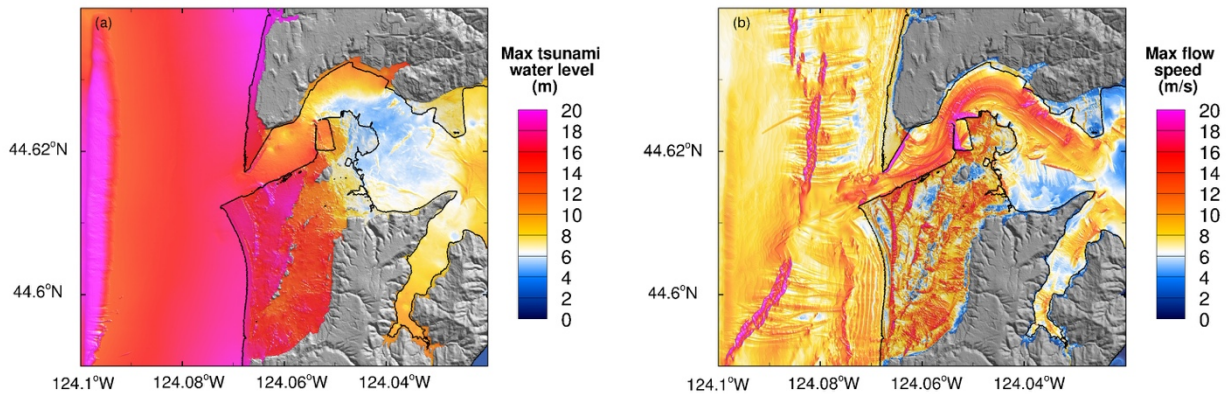 (a)
Max tsunami
water level
(m)
20
18
16
14
12
10
8
6
4
2
0
44.62°N
44.6°N
124.1°W
124.08°W
124.06°W
124.04°W
(b)
Max flow
speed
(m/s)
20
18
16
14
12
10
8
6
4
2
0
44.62°N
44.6°N
124.1°W
124.08°W
124.06°W
124.04°W